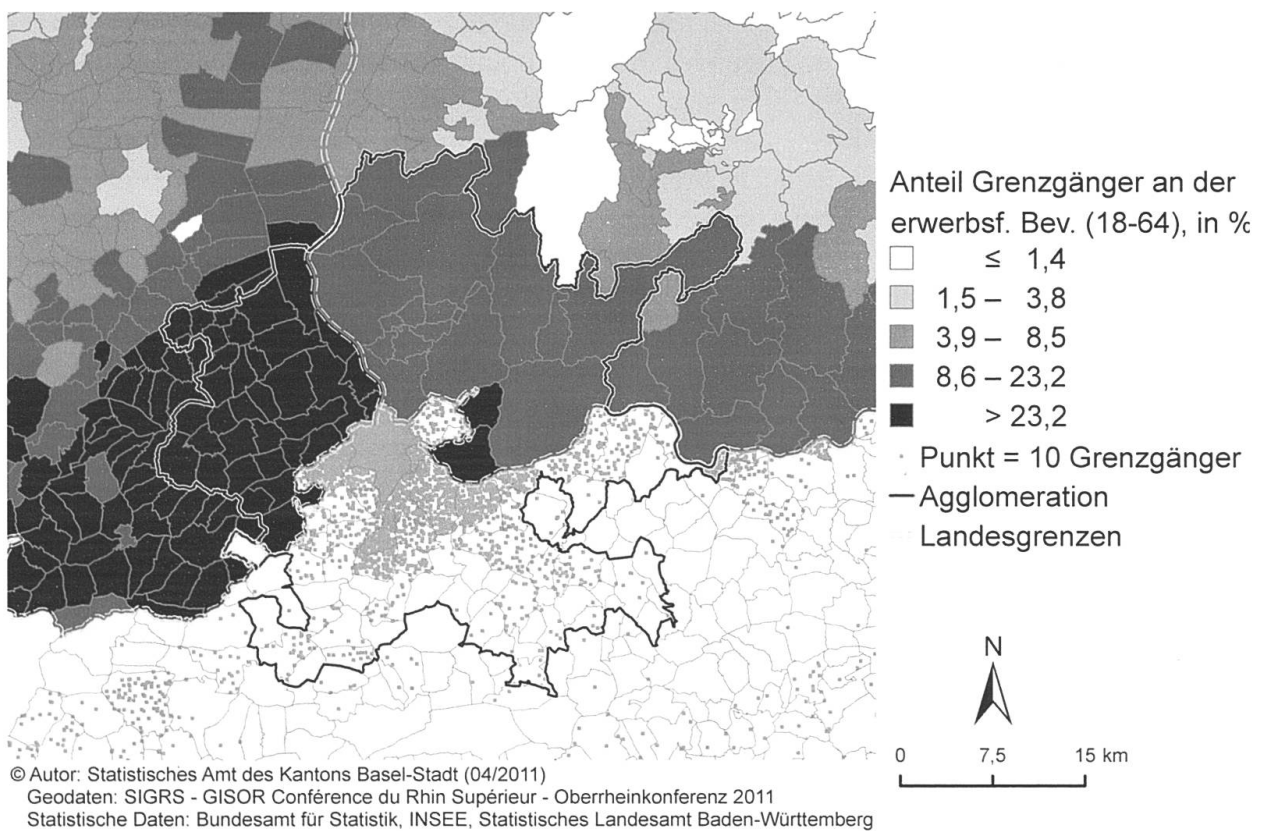 Anteil Grenzgänger an der
erwerbsf. Bev. (18-64), in %
≤ 1,4
1,5 – 3,8
3,9 – 8,5
8,6 – 23,2
> 23,2
Punkt = 10 Grenzgänger
Agglomeration
Landesgrenzen
N
0 7,5 15 km
© Autor: Statistisches Amt des Kantons Basel-Stadt (04/2011)
Geodaten: SIGRS - GISOR Conférence du Rhin Supérieur - Oberrheinkonferenz 2011
Statistische Daten: Bundesamt für Statistik, INSEE, Statistisches Landesamt Baden-Württemberg